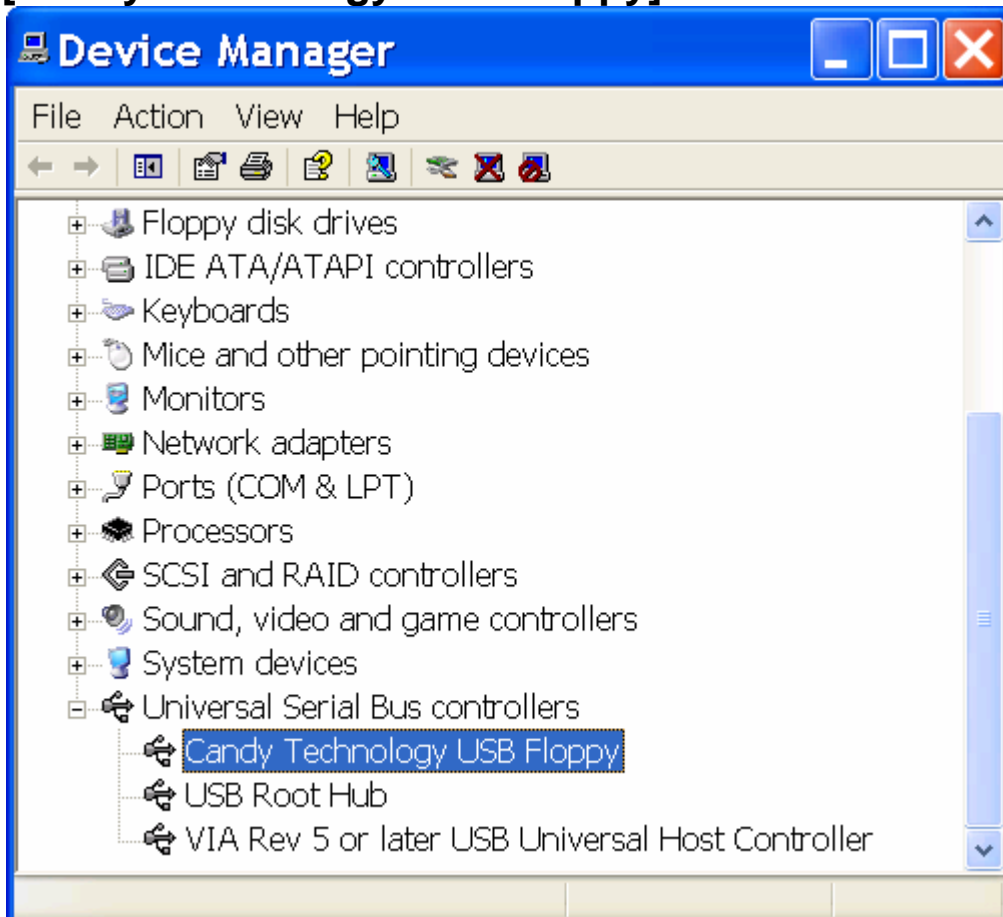 Device Manager
File Action View Help
Floppy disk drives
IDE ATA/ATAPI controllers
Keyboards
Mice and other pointing devices
Monitors
Network adapters
Ports (COM & LPT)
Processors
SCSI and RAID controllers
Sound, video and game controllers
System devices
Universal Serial Bus controllers
Candy Technology USB Floppy
USB Root Hub
VIA Rev 5 or later USB Universal Host Controller